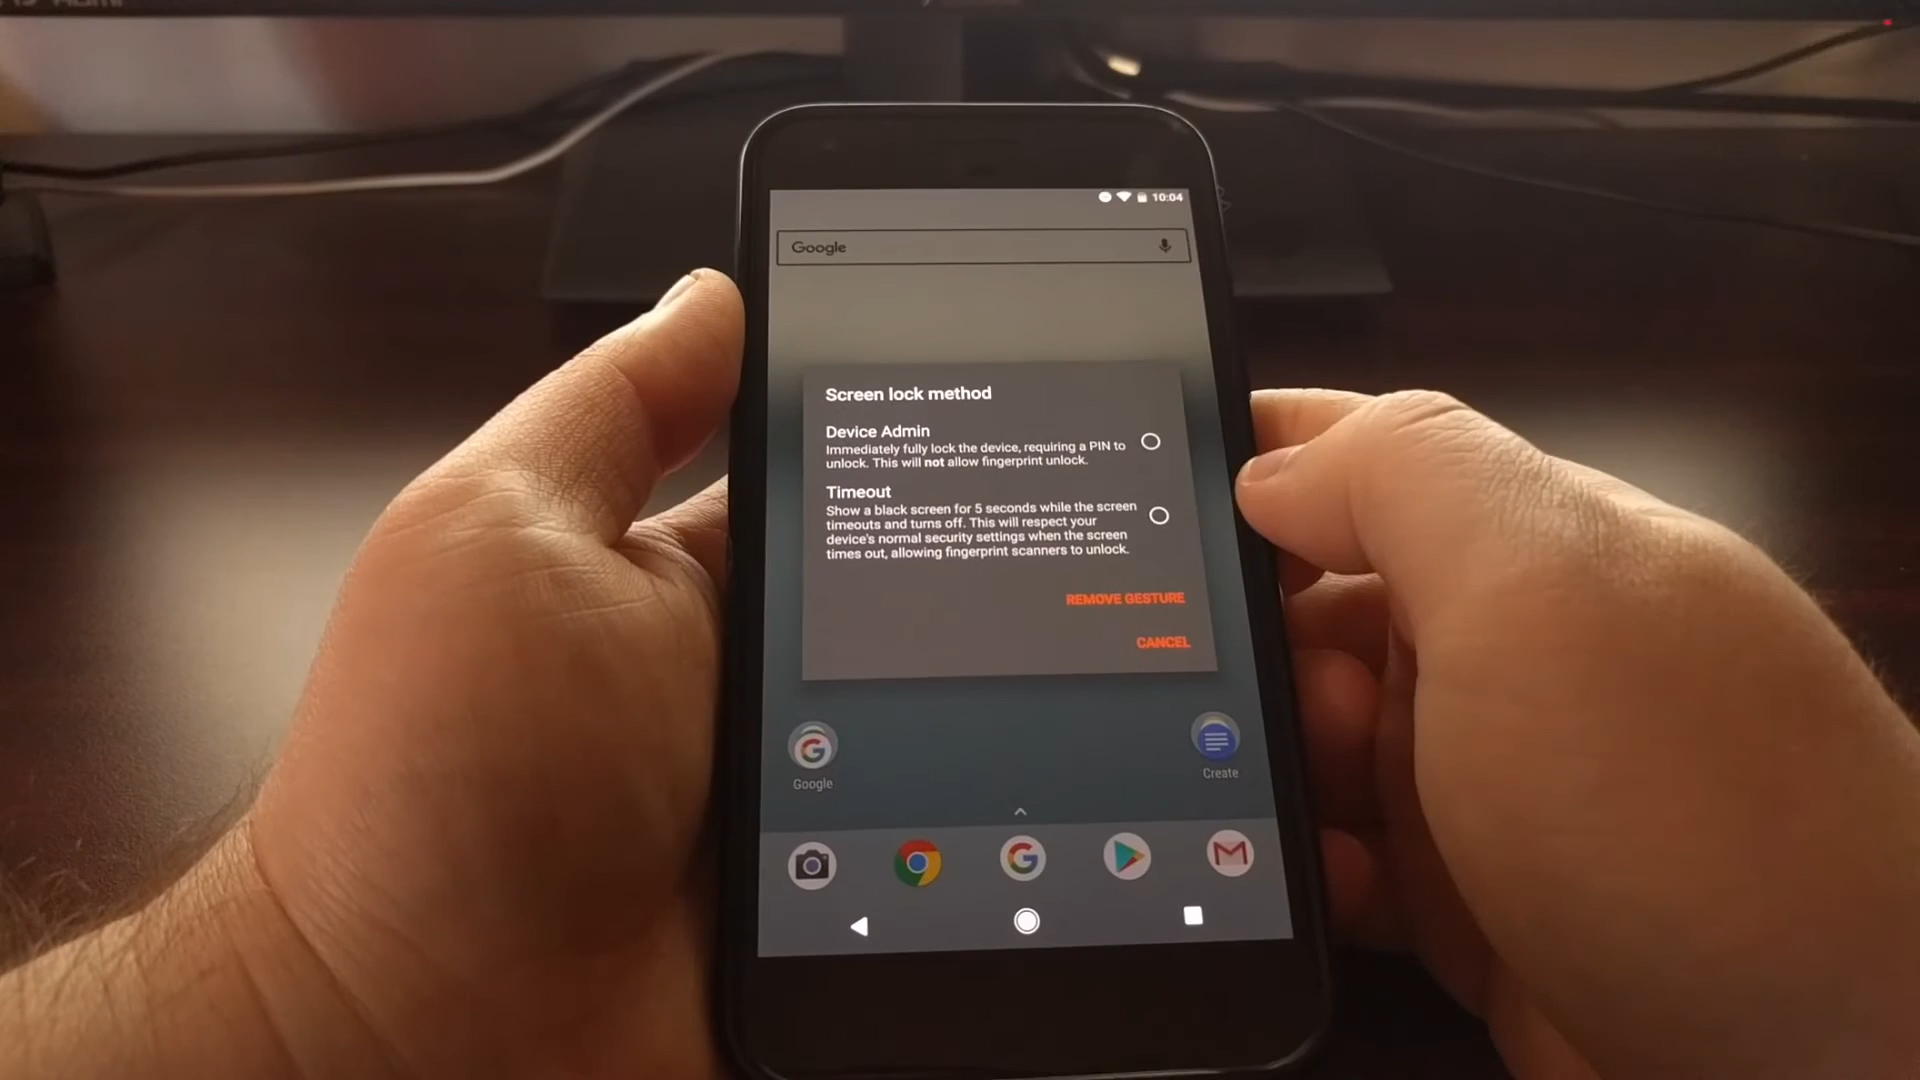 10:04
Google
Screen lock method
Device Admin
Immediately fully lock the device, requiring a PIN to
unlock. This will not allow fingerprint unlock.
Timeout
Show a black screen for 5 seconds while the screen
timeouts and turns off. This will respect your
device's normal security settings when the screen
times out, allowing fingerprint scanners to unlock.
REMOVE GESTURE
CANCEL
Google
Create